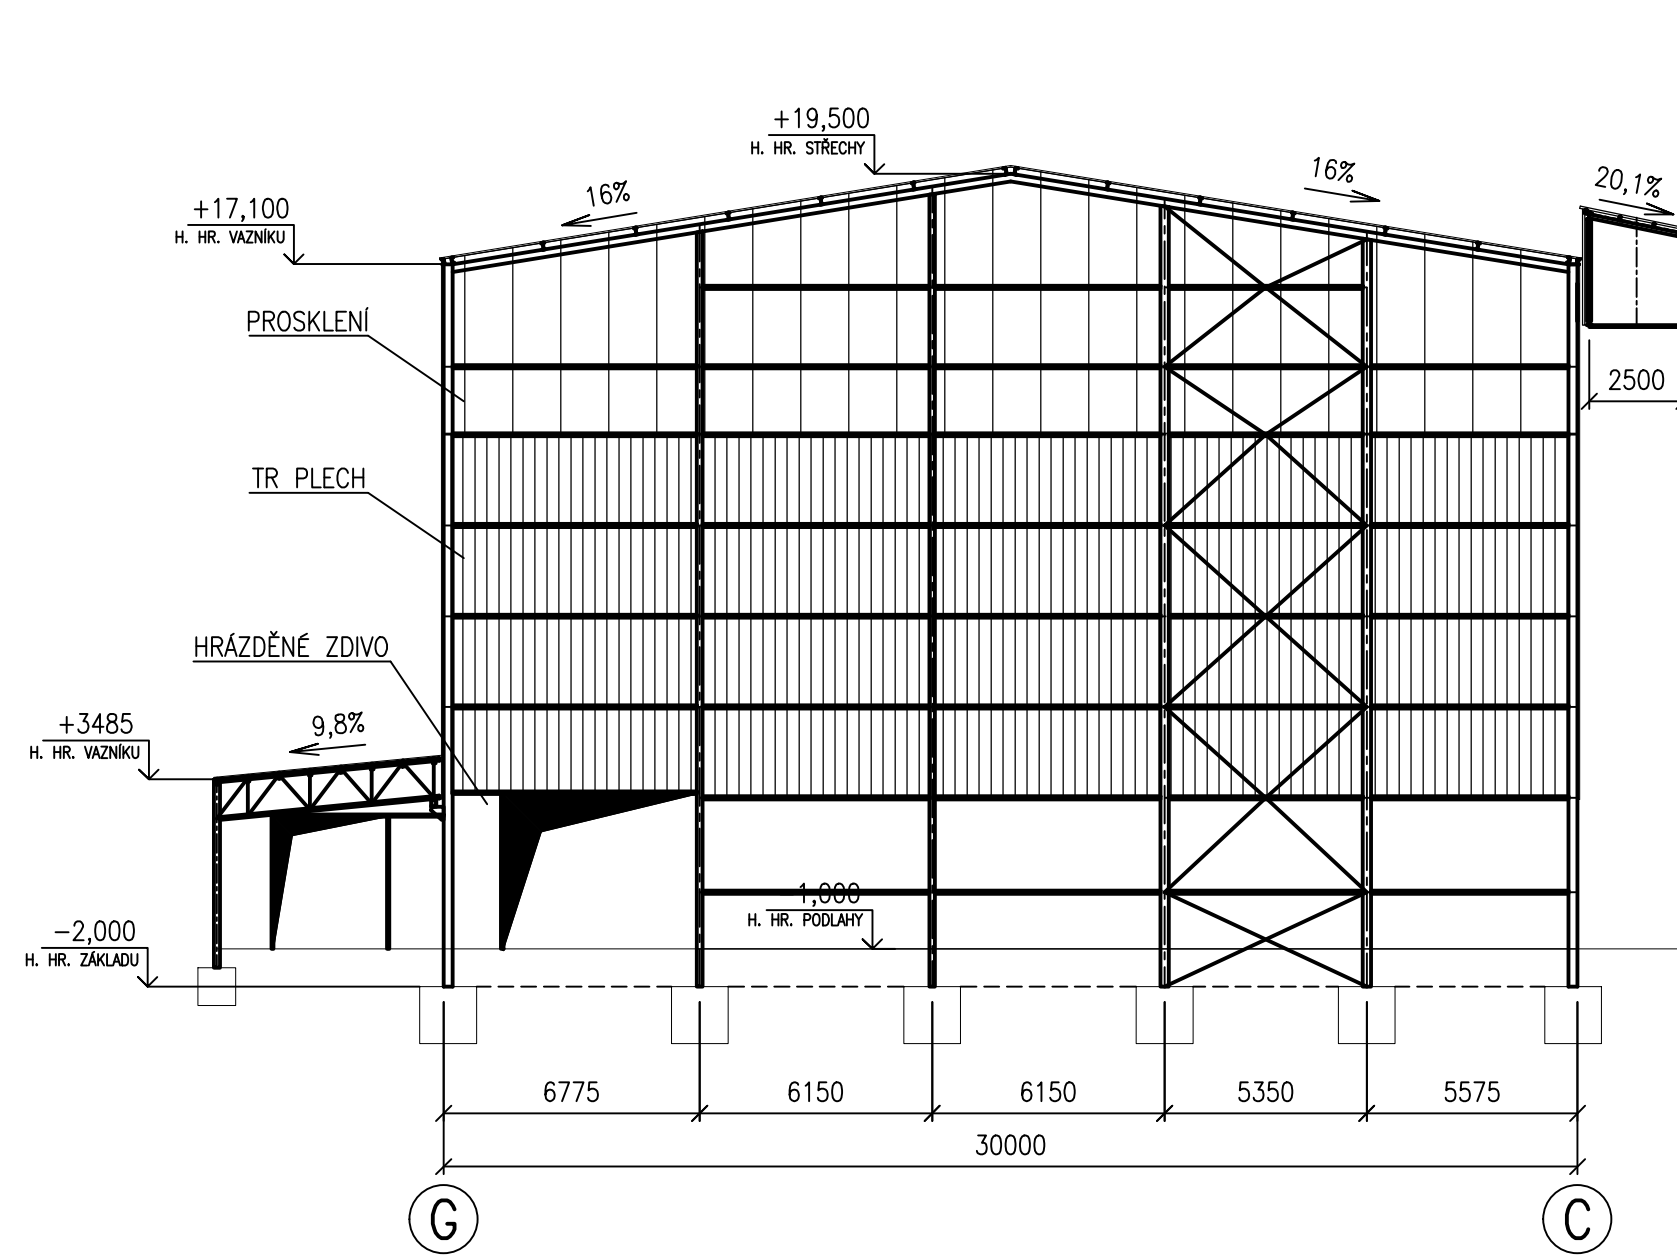 +19,500
H. HR. STŘECHY
16%
16%
20,1%
+17,100
H. HR. VAZNÍKU
PROSKLENÍ
2500
TR PLECH
HRÁZDĚNÉ ZDIVO
+3485
H. HR. VAZNÍKU
9,8%
-1,000
H. HR. PODLAHY
-2,000
H. HR. ZÁKLADU
6775 6150 6150 5350 5575
30000
G C